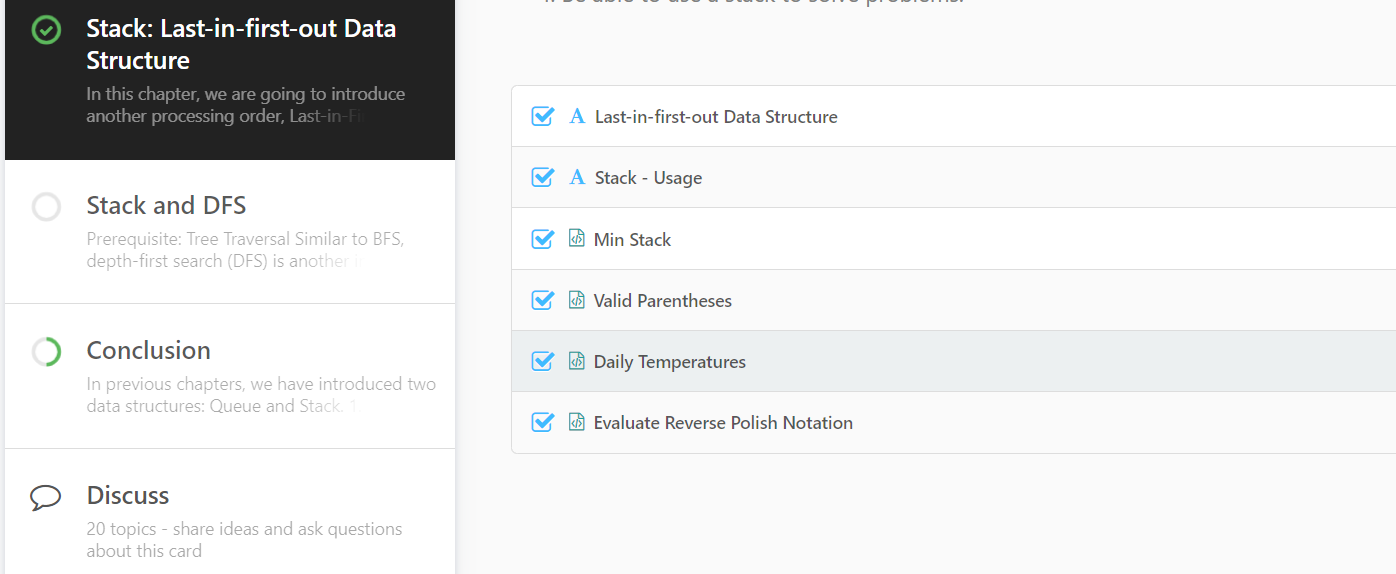 Stack: Last-in-first-out Data
Structure
In this chapter, we are going to introduce
another processing order, Last-in-Fi
Stack and DFS
Prerequisite: Tree Traversal Similar to BFS,
depth-first search (DFS) is another
Conclusion
In previous chapters, we have introduced two
data structures: Queue and Stack. 1
Discuss
20 topics - share ideas and ask questions
about this card
Be able to use a stack to solve problems.
Last-in-first-out Data Structure
Stack - Usage
Min Stack
Valid Parentheses
Daily Temperatures
Evaluate Reverse Polish Notation